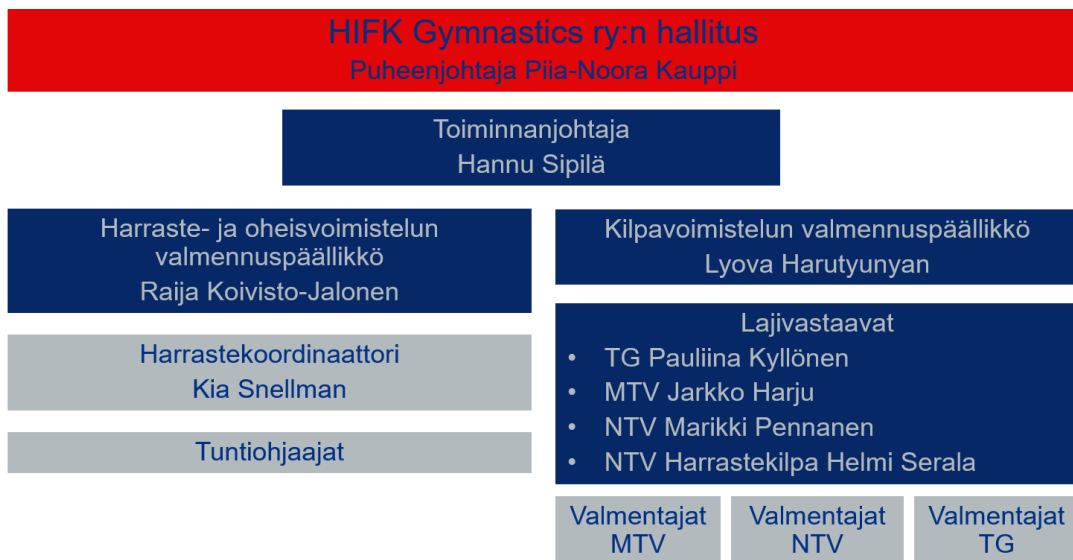 HIFK Gymnastics ry:n hallitus
Puheenjohtaja Piia-Noora Kauppi
Toiminnanjohtaja
Hannu Sipilä
Harraste- ja oheisvoimistelun
valmennuspäällikkö
Raija Koivisto-Jalonen
Harrastekoordinaattori
Kia Snellman
Tuntiohjaajat
Kilpavoimistelun valmennuspäällikkö
Lyova Harutyunyan
Lajivastaavat
• TG Pauliina Kyllönen
• MTV Jarkko Harju
• NTV Marikki Pennanen
• NTV Harrastekilpa Helmi Serala
Valmentajat
MTV
Valmentajat
NTV
Valmentajat
TG